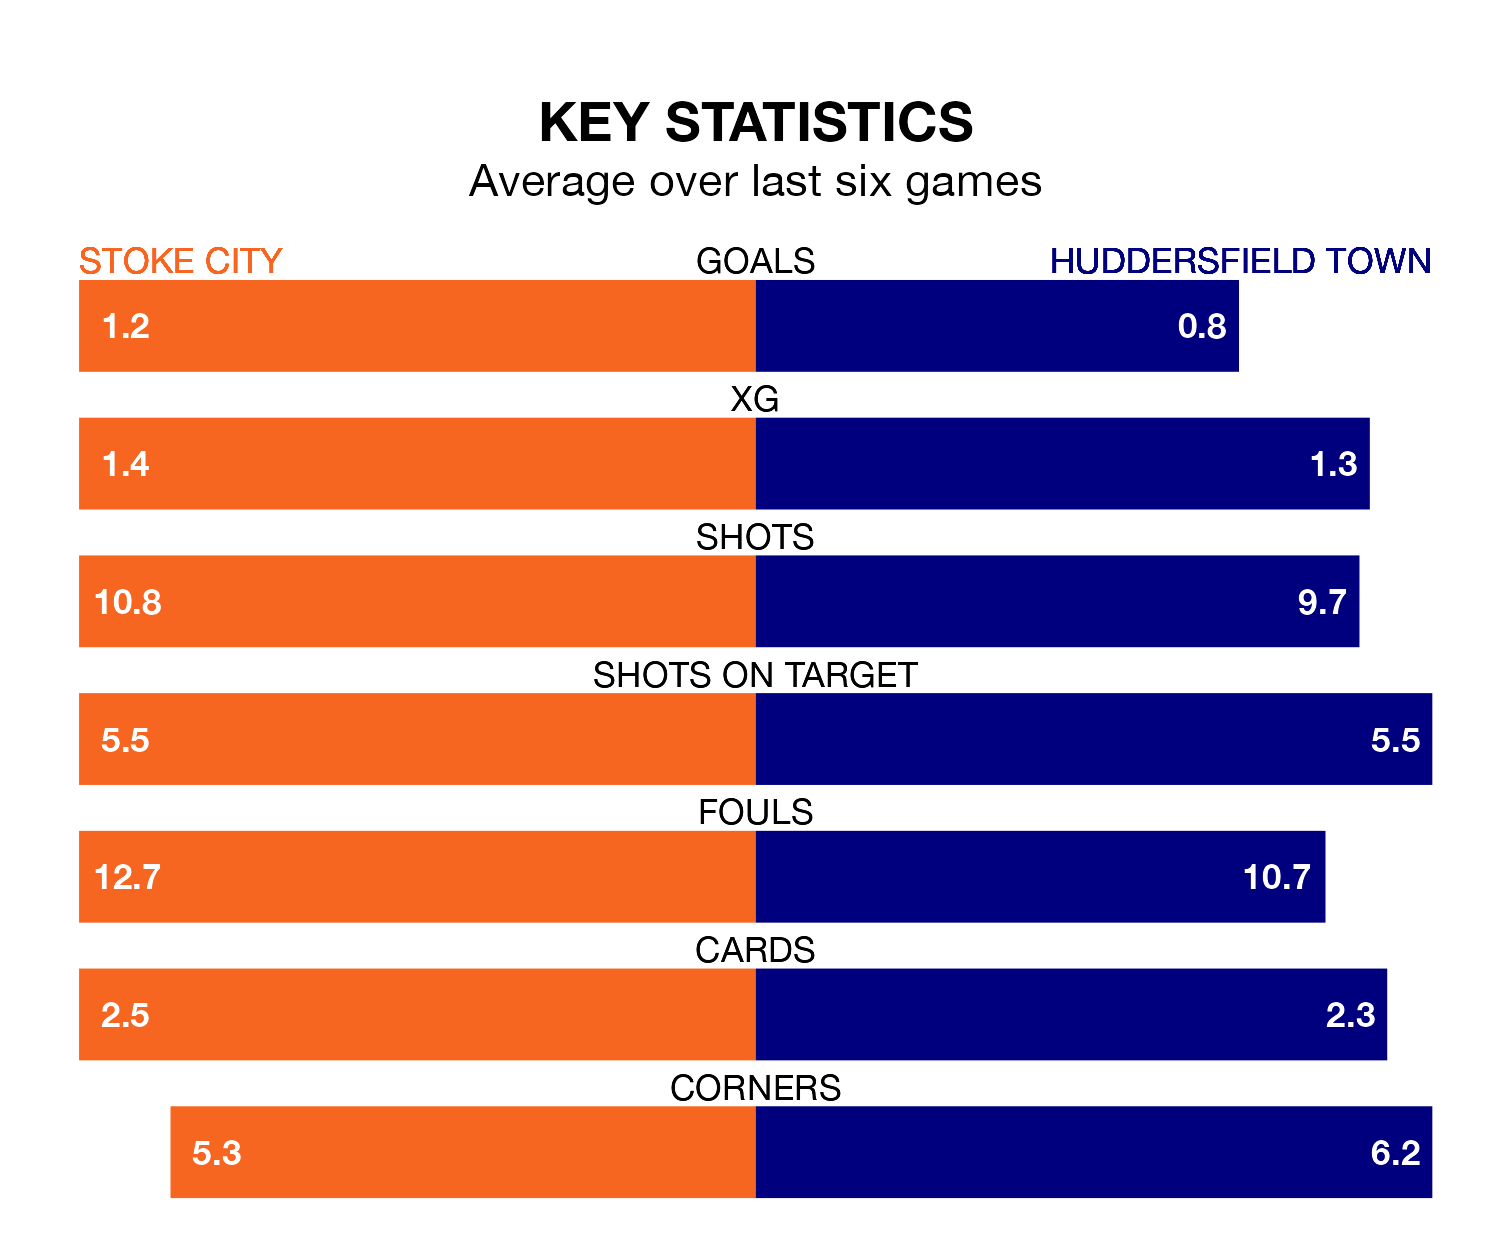 KEY STATISTICS
Average over last six games
STOKE CITY GOALS HUDDERSFIELD TOWN
1.2 0.8
XG
1.4 1.3
SHOTS
10.8 9.7
SHOTS ON TARGET
5.5 5.5
FOULS
12.7 10.7
CARDS
2.5 2.3
CORNERS
5.3 6.2